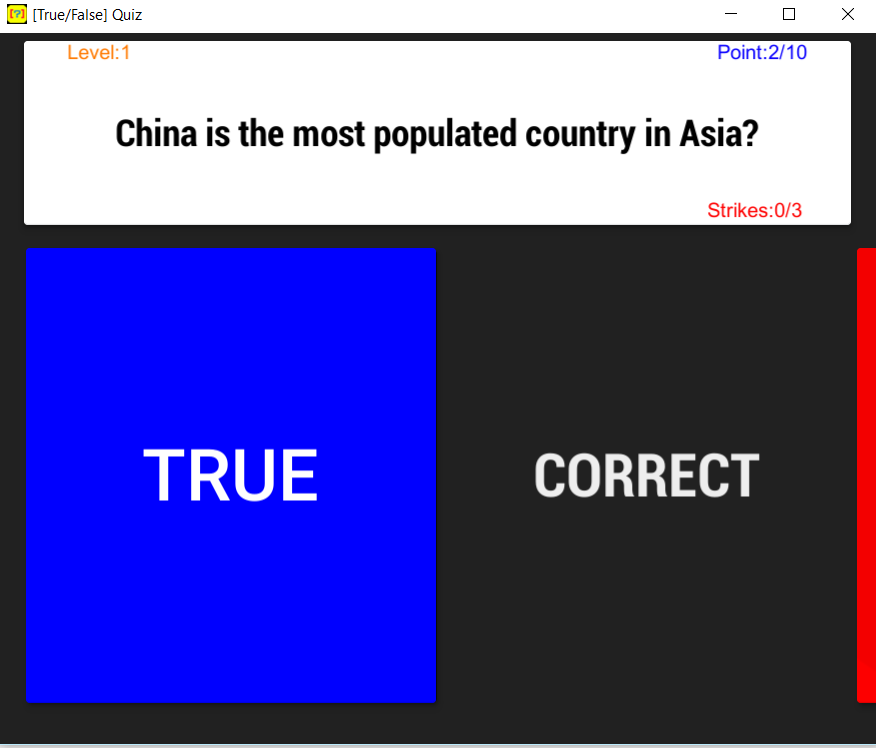 [?] [True/False] Quiz
Level:1
Point:2/10
China is the most populated country in Asia?
Strikes:0/3
TRUE
CORRECT